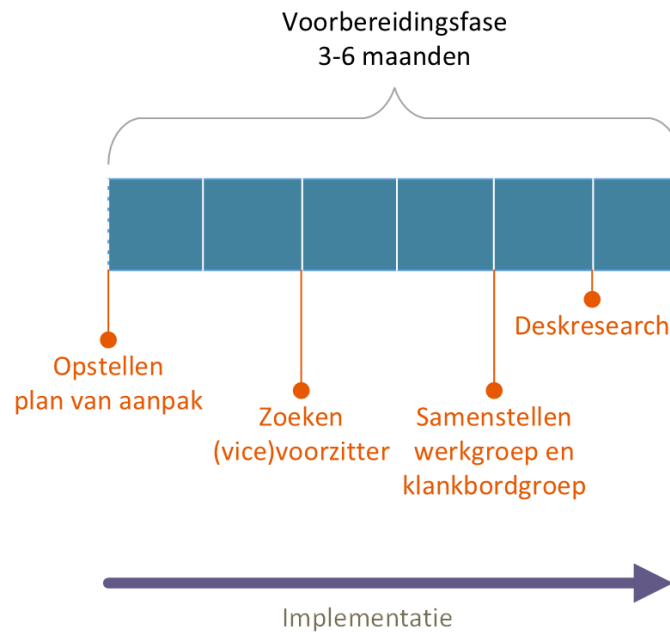 Voorbereidingsfase
3-6 maanden
Opstellen
plan van aanpak
Zoeken
(vice)voorzitter
Samenstellen
werkgroep en
klankbordgroep
Deskresearch
Implementatie